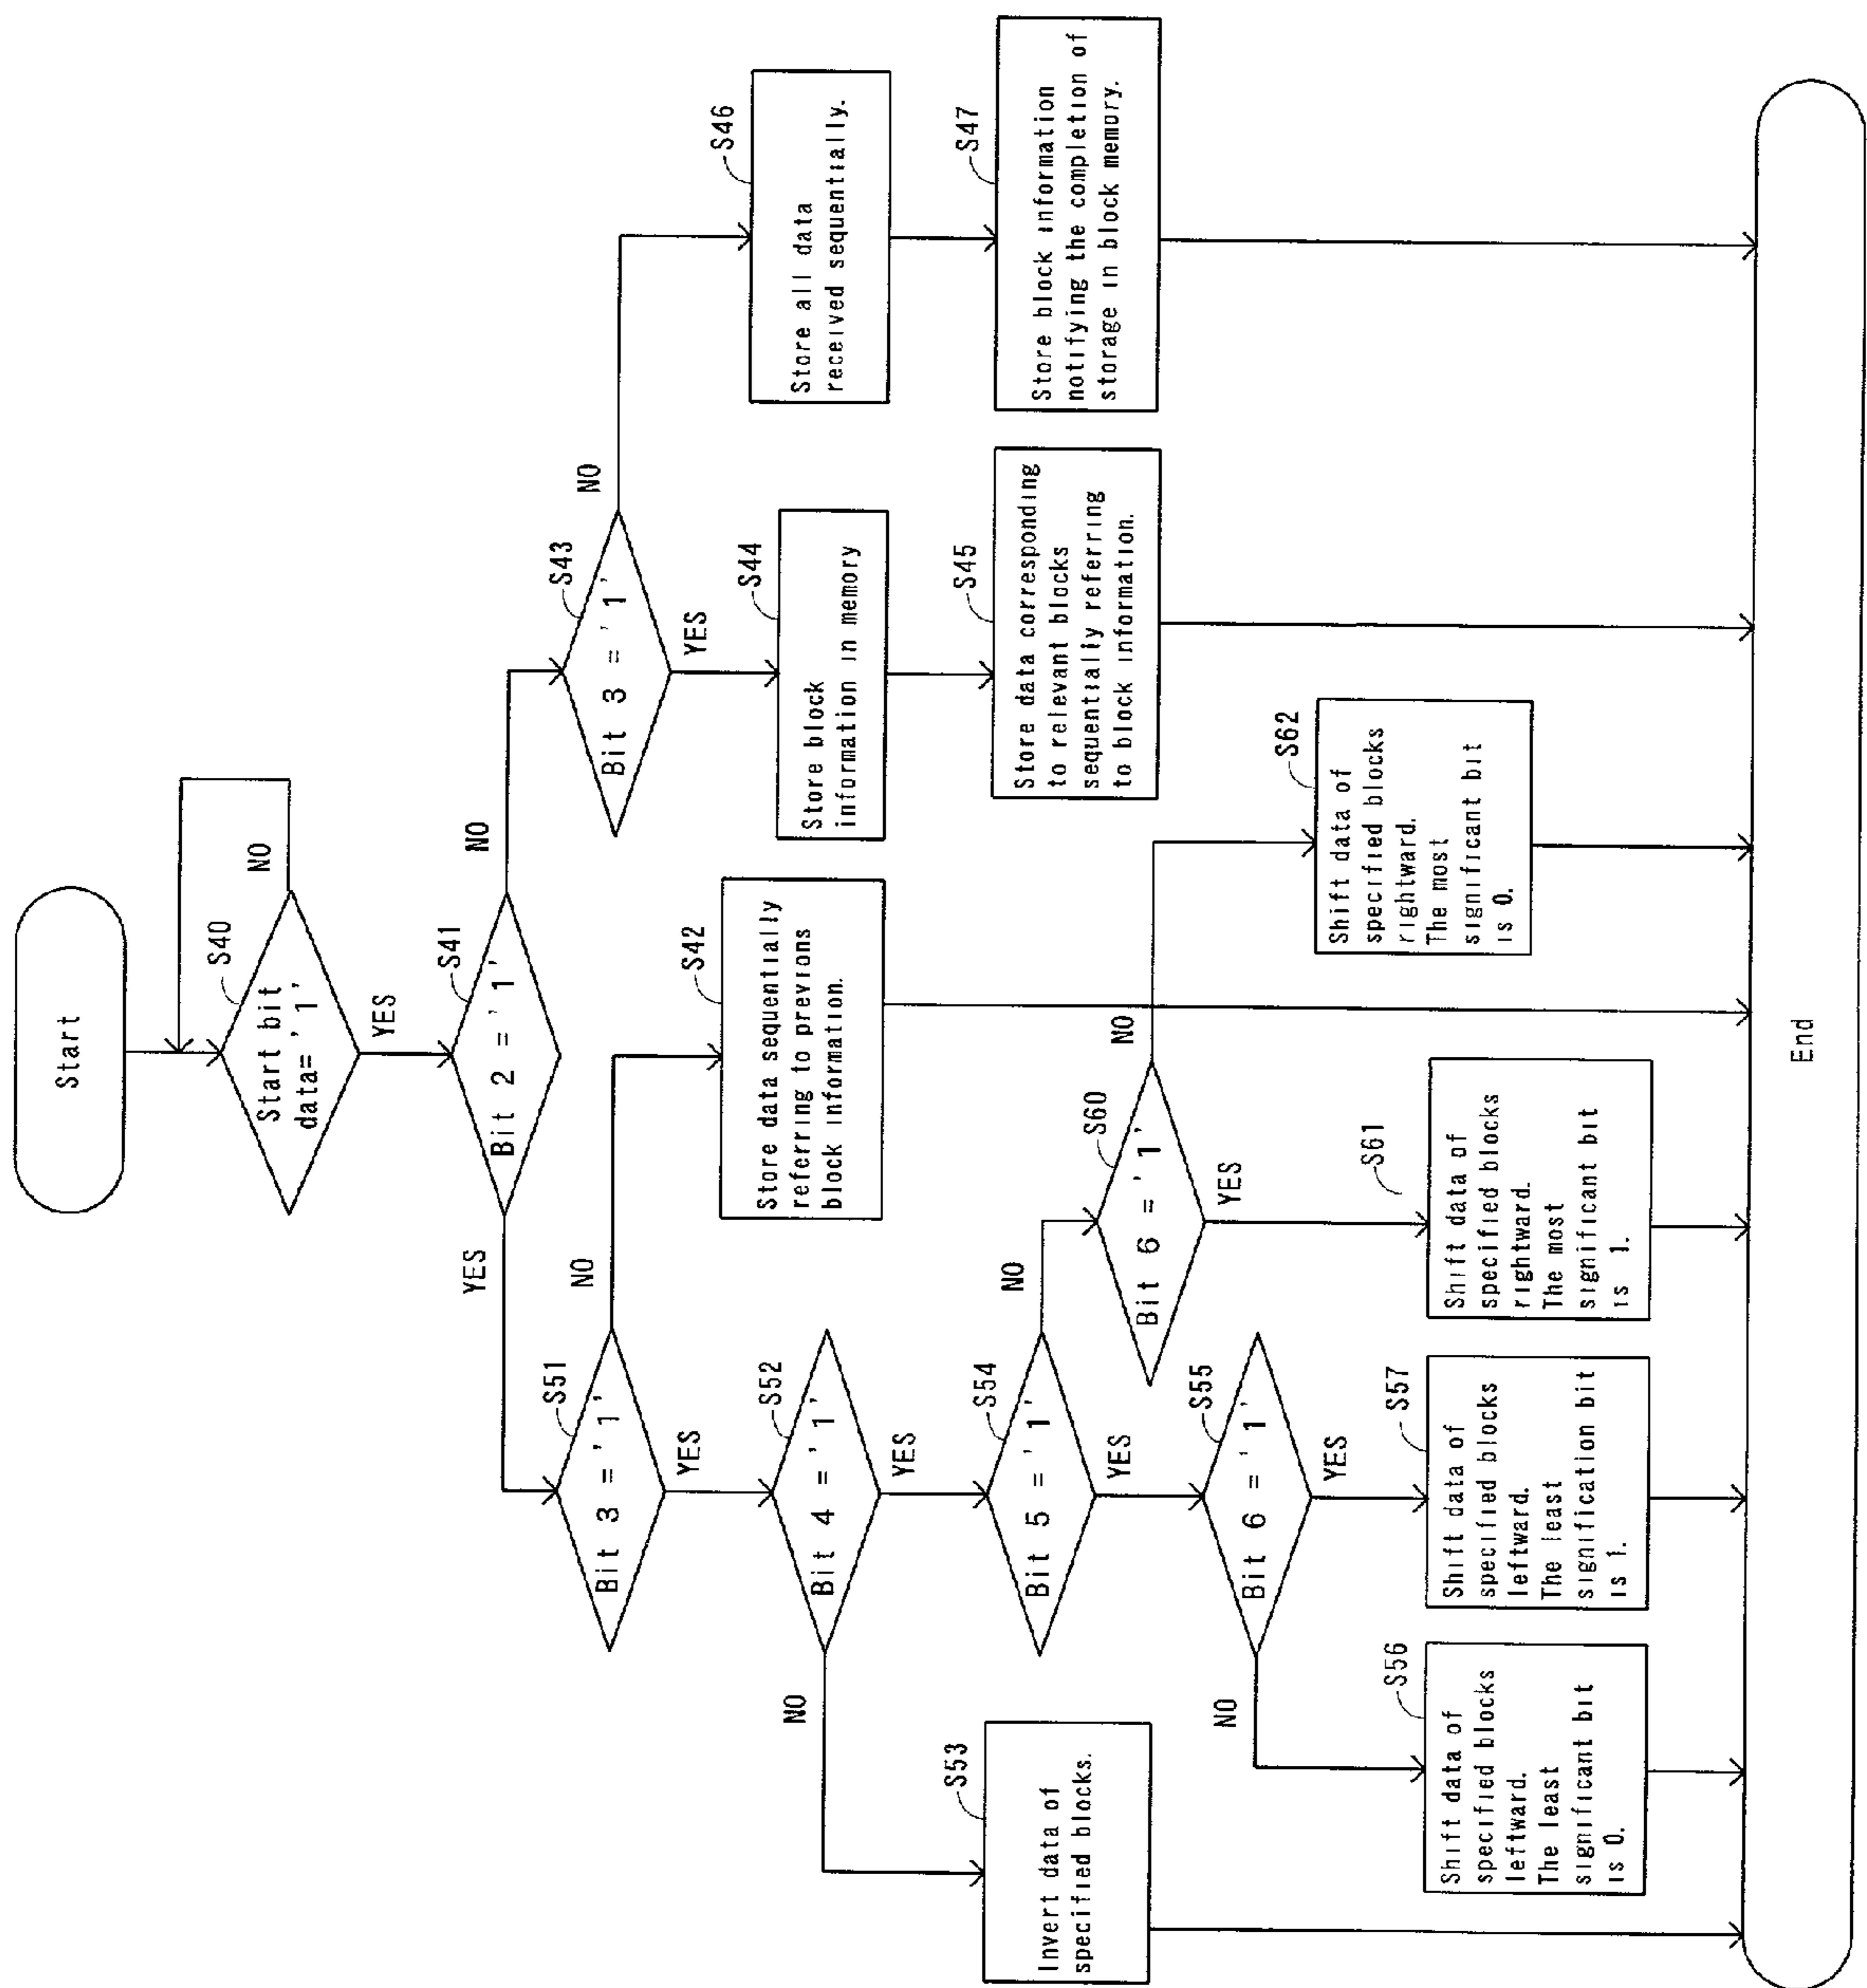 Start
S40
Start bit
data='1'
NO
YES
S41
Bit 2 ='1'
YES
NO
S51
Bit 3 ='1'
NO
YES
S43
Bit 3 ='1'
NO
YES
S52
Bit 4 ='1'
NO
YES
S42
Store data sequentially
referring to previons
block information.
S44
Store block
information in memory
S46
Store all data
received sequentially.
S53
Invert data of
specified blocks.
S54
Bit 5 ='1'
NO
YES
S45
Store data corresponding
to relevant blocks
sequentially referring
to block information.
S47
Store block information
notifying the completion of
storage in block memory.
S55
Bit 6 ='1'
NO
YES
S60
Bit 6 ='1'
NO
YES
S56
Shift data of
specified blocks
leftward.
The least
significant bit
is 0.
S57
Shift data of
specified blocks
leftward.
The least
signification bit
is 1.
S61
Shift data of
specified blocks
rightward.
The most
significant bit
is 1.
S62
Shift data of
specified blocks
rightward.
The most
significant bit
is 0.
End